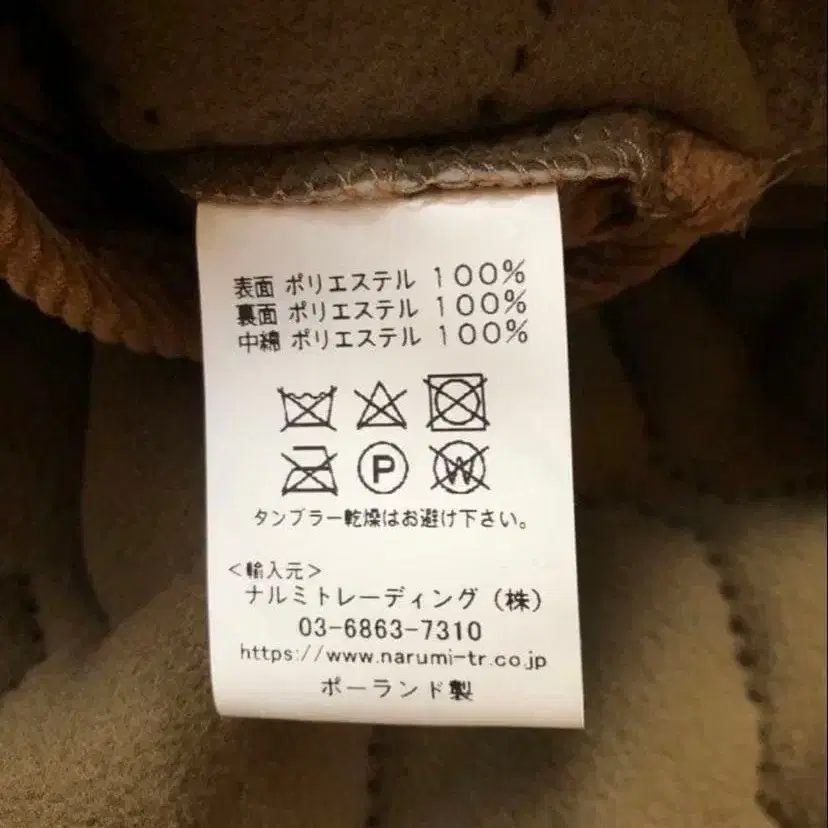 表面 ポリエステル 100%
裏面 ポリエステル 100%
中綿 ポリエステル 100%
P
W
タンブラー乾燥はお避け下さい。
<輸入元>
ナルミトレーディング (株)
03-6863-7310
https://www.narumi-tr.co.jp
ポーランド製